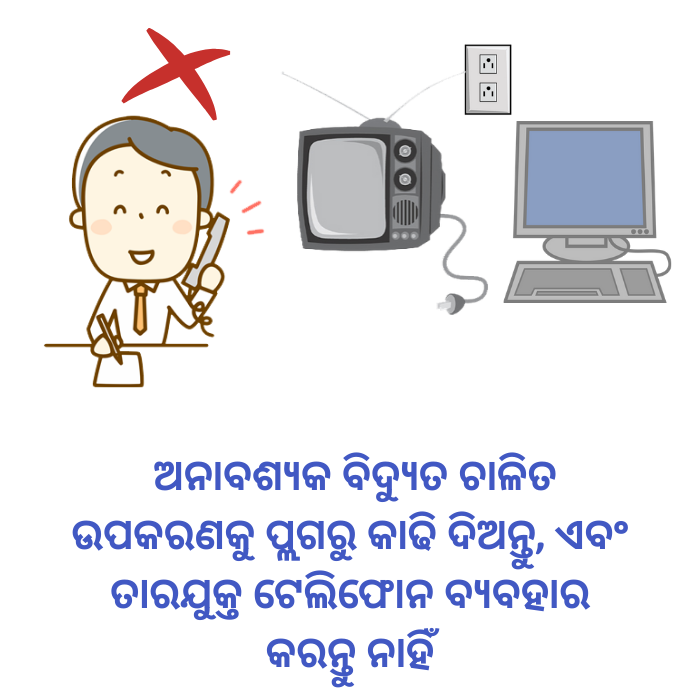 ଅନାବଶ୍ୟକ ବିଦ୍ୟୁତ ଚାଳିତ
ଉପକରଣକୁ ପ୍ଲଗରୁ କାଢି ଦିଅନ୍ତୁ, ଏବଂ
ତାରଯୁକ୍ତ ଟେଲିଫୋନ ବ୍ୟବହାର
କରନ୍ତୁ ନାହିଁ